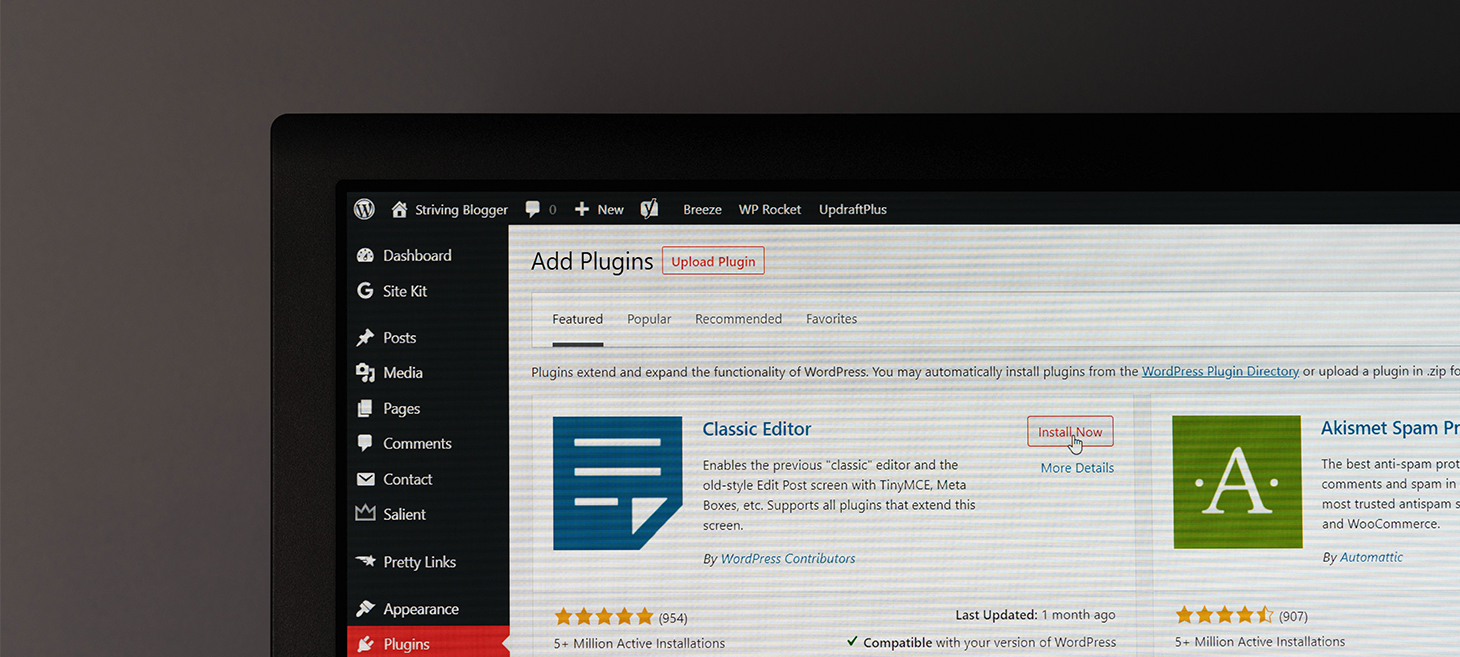 Striving Blogger 0 New Breeze WP Rocket UpdraftPlus
Dashboard
Site Kit
Posts
Media
Pages
Comments
Contact
Salient
Pretty Links
Appearance
Plugins
Add Plugins Upload Plugin
Featured Popular Recommended Favorites
Plugins extend and expand the functionality of WordPress. You may automatically install plugins from the WordPress Plugin Directory or upload a plugin in .zip fo
Classic Editor
Install Now
More Details
Enables the previous "classic" editor and the
old-style Edit Post screen with TinyMCE, Meta
Boxes, etc. Supports all plugins that extend this
screen.
By WordPress Contributors
(954)
5+ Million Active Installations
Last Updated: 1 month ago
Compatible with your version of WordPress
A
Akismet Spam Pr
The best anti-spam prot
comments and spam in
most trusted antispam s
and WooCommerce.
By Automattic
(907)
5+ Million Active Installations